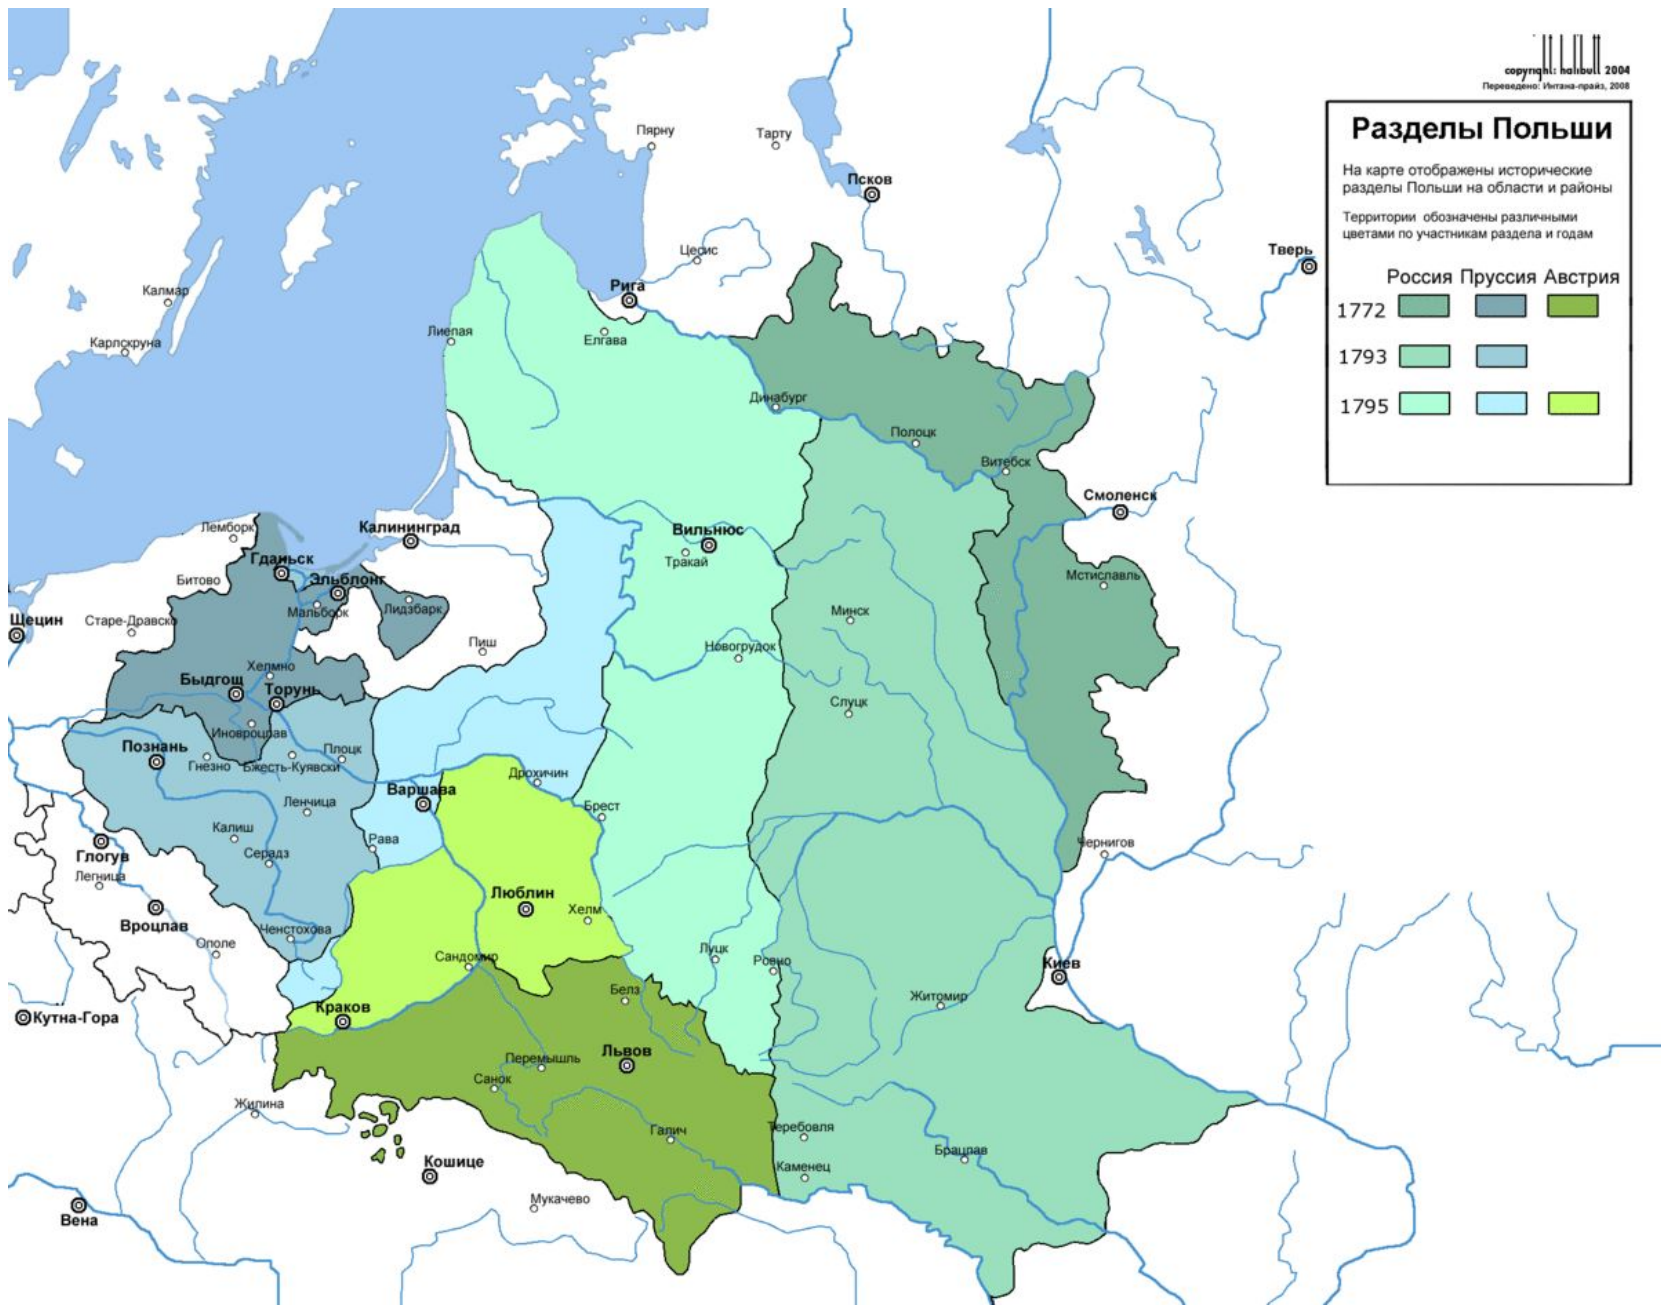 copyright: halibutt 2004
Переведено: Интана-прайз, 2008
Разделы Польши
На карте отображены исторические
разделы Польши на области и районы
Территории обозначены различными
цветами по участникам раздела и годам
Россия Пруссия Австрия
1772
1793
1795
Пярну
Тарту
Псков
Цесис
Тверь
Калмар
Рига
Карлскруна
Лиепая
Елгава
Динабург
Полоцк
Витебск
Смоленск
Лемборк
Калининград
Вильнюс
Тракай
Гданьск
Битово
Эльблонг
Мальборк
Лидзбарк
Мстиславль
Щецин
Старе-Дравско
Минск
Пиш
Новогрудок
Хелмно
Быдгощ
Торунь
Слуцк
Иновроцлав
Познань
Гнезно
Бжесть-Куявски
Плоцк
Дрохичин
Варшава
Ленчица
Брест
Калиш
Рава
Чернигов
Глогув
Серадз
Легница
Люблин
Вроцлав
Хелм
Ополе
Ченстохова
Сандомир
Луцк
Ровно
Киев
Белз
Житомир
Краков
Кутна-Гора
Перемышль
Львов
Санок
Жилина
Галич
Теребовля
Брацлав
Кошице
Каменец
Мукачево
Вена